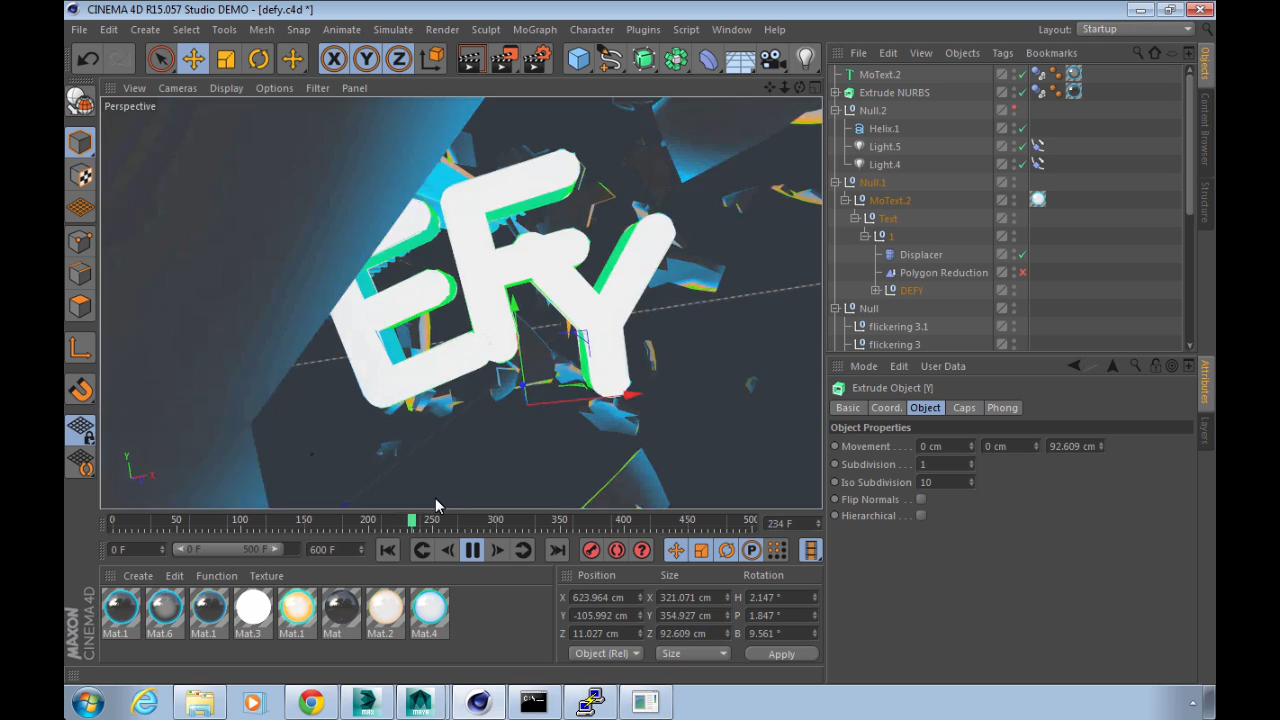 CINEMA 4D R15.057 Studio DEMO - [defy.c4d *]
File Edit Create Select Tools Mesh Snap Animate Simulate Render Sculpt MoGraph Character Plugins Script Window Help Layout: Startup
X Y Z
File Edit View Objects Tags Bookmarks
View Cameras Display Options Filter Panel
Perspective
MoText.2
Extrude NURBS
Null.2
Helix.1
Light.5
Light.4
Null.1
MoText.2
Text
1
Displacer
Polygon Reduction
DEFY
Null
flickering 3.1
flickering 3
Objects
Content Browser
Structure
EFY
Y
X
Mode Edit User Data
Extrude Object [Y]
Basic Coord. Object Caps Phong
Object Properties
Movement . . . . 0 cm 0 cm 92.609 cm
Subdivision 1
Iso Subdivision 10
Flip Normals
Hierarchical
Attributes
Layers
0 50 100 150 200 250 300 350 400 450 500 234 F
0 F 0 F 500 F 600 F
Create Edit Function Texture
Mat.1 Mat.6 Mat.1 Mat.3 Mat.1 Mat Mat.2 Mat.4
Position Size Rotation
X 623.964 cm X 321.071 cm H 2.147 °
Y -105.992 cm Y 354.927 cm P 1.847 °
Z 11.027 cm Z 92.609 cm B 9.561 °
Object (Rel) Size Apply
MAXON
CINEMA 4D